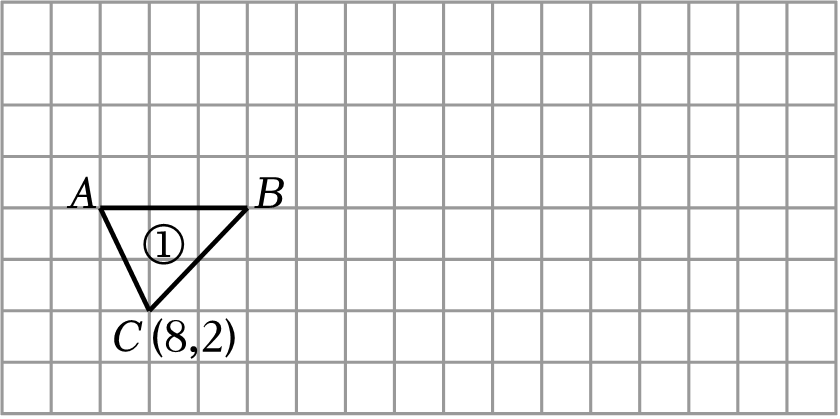 A B
①
C (8,2)